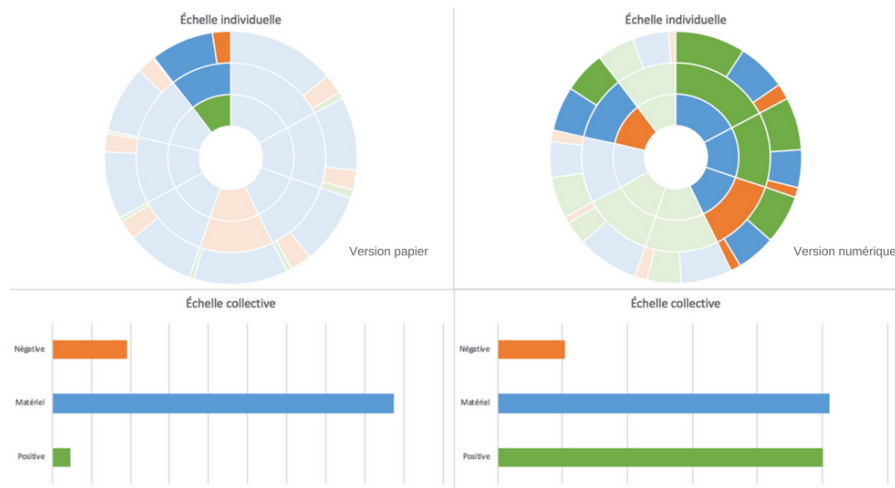 Échelle individuelle
Version papier
Échelle individuelle
Version numérique
Échelle collective
Négative
Matériel
Positive
Échelle collective
Négative
Matériel
Positive